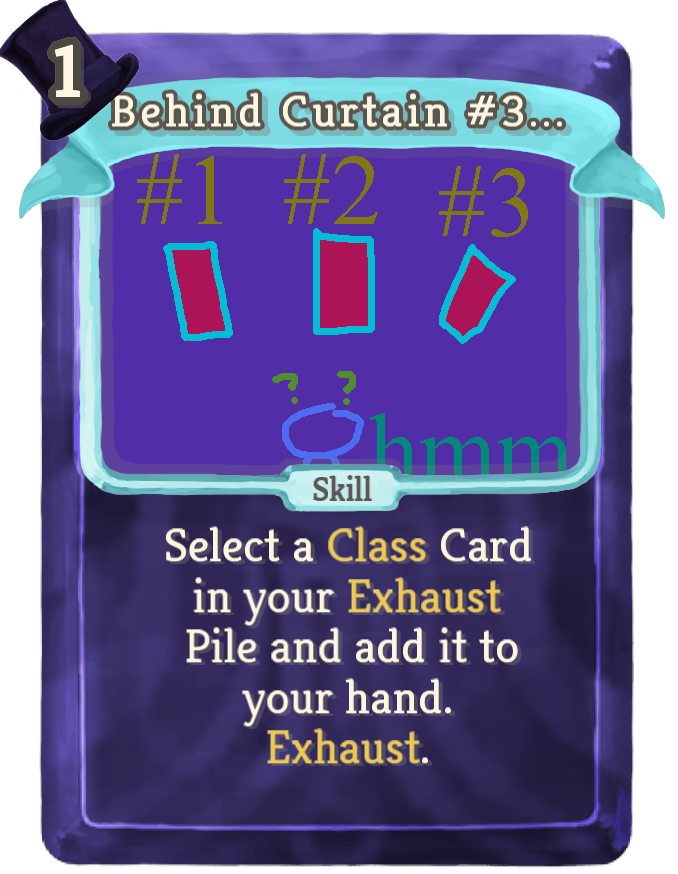 1
Behind Curtain #3...
#1 #2 #3
? ?
hmm
Skill
Select a Class Card
in your Exhaust
Pile and add it to
your hand.
Exhaust.